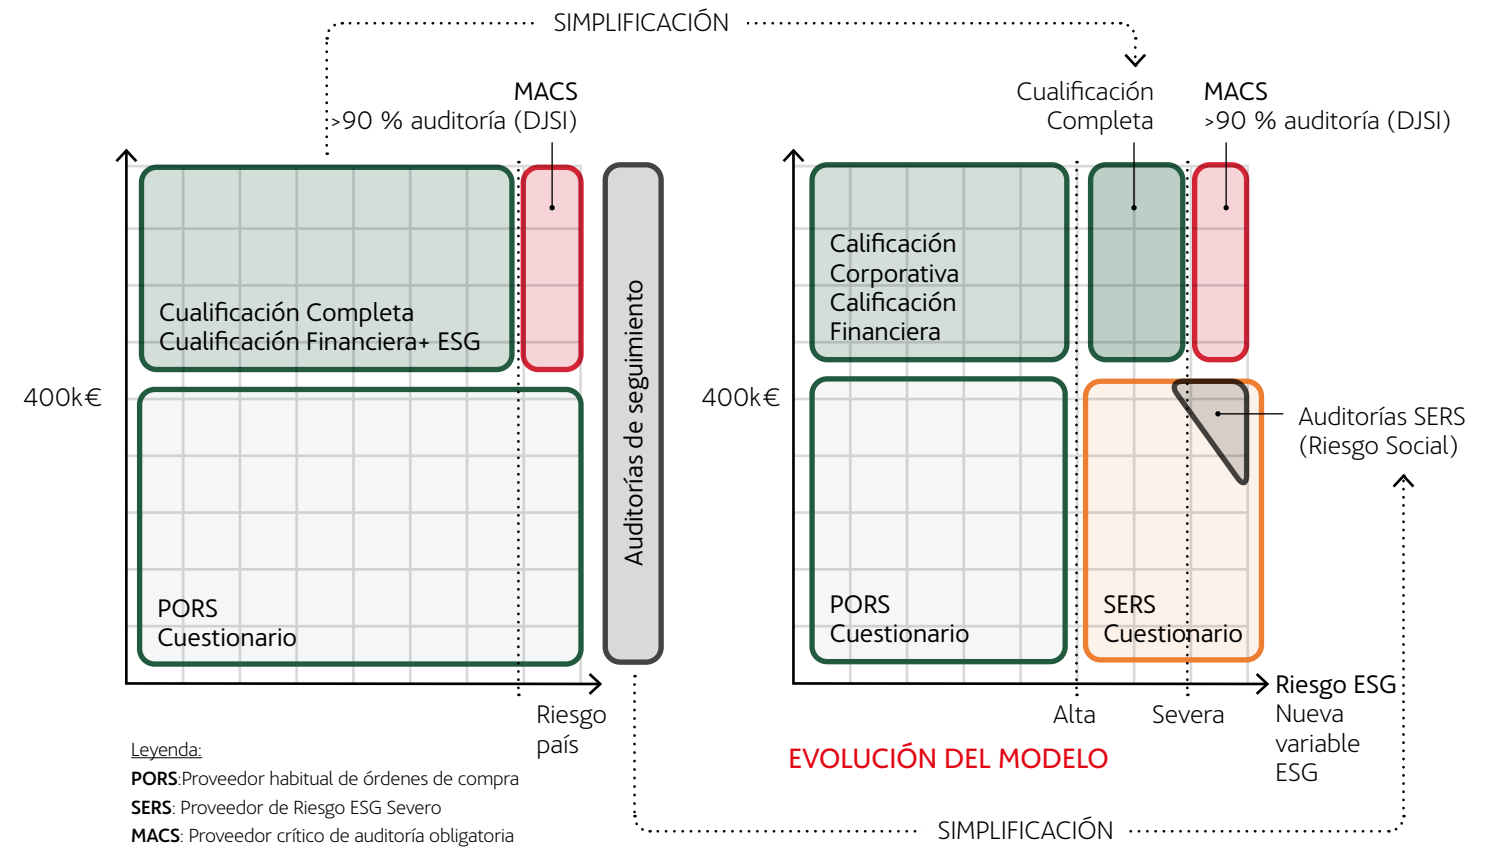 SIMPLIFICACIÓN
MACS
>90 % auditoría (DJSI)
Cualificación Completa
Cualificación Financiera+ ESG
400k€
PORS
Cuestionario
Auditorías de seguimiento
Riesgo
país
Leyenda:
PORS:Proveedor habitual de órdenes de compra
SERS: Proveedor de Riesgo ESG Severo
MACS: Proveedor crítico de auditoría obligatoria
Cualificación
Completa
MACS
>90 % auditoría (DJSI)
Calificación
Corporativa
Calificación
Financiera
400k€
Auditorías SERS
(Riesgo Social)
PORS
Cuestionario
SERS
Cuestionario
Alta
Severa
Riesgo ESG
Nueva
variable
ESG
EVOLUCIÓN DEL MODELO
SIMPLIFICACIÓN